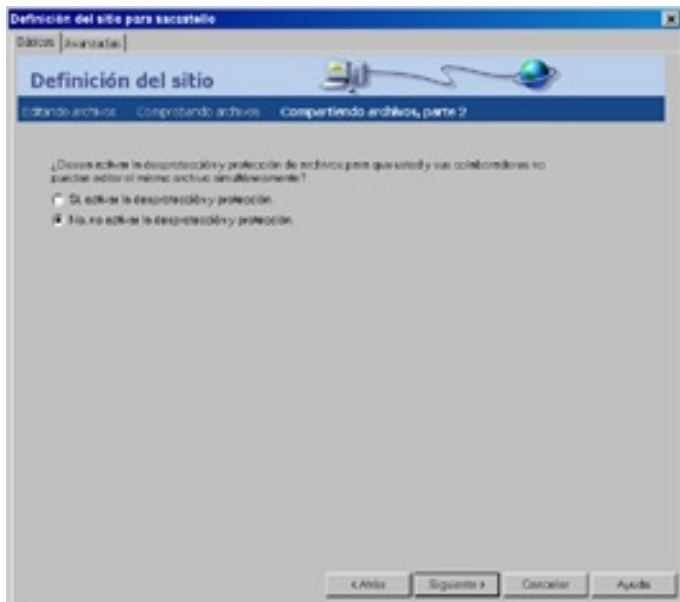 Definición del sitio para sacastello
Básicas Avanzadas
Definición del sitio
Editando archivos Comprobando archivos Compartiendo archivos, parte 2
¿Desea activar la desprotección y protección de archivos para que usted y sus colaboradores no
puedan editar el mismo archivo simultáneamente?
Sí, activar la desprotección y protección.
No, no activar la desprotección y protección.
< Atrás Siguiente > Cancelar Ayuda